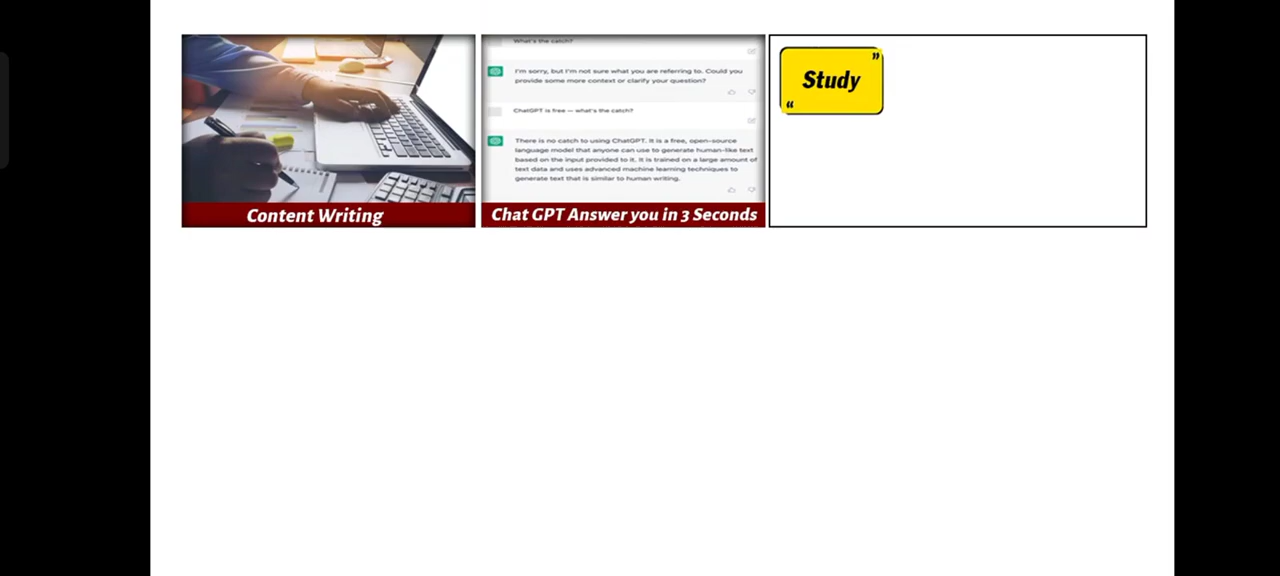 Content Writing
What's the catch?
I'm sorry, but I'm not sure what you are referring to. Could you
provide some more context or clarify your question?
ChatGPT is free — what's the catch?
There is no catch to using ChatGPT. It is a free, open-source
language model that anyone can use to generate human-like text
based on the input provided to it. It is trained on a large amount of
text data and uses advanced machine learning techniques to
generate text that is similar to human writing.
Chat GPT Answer you in 3 Seconds
" Study "